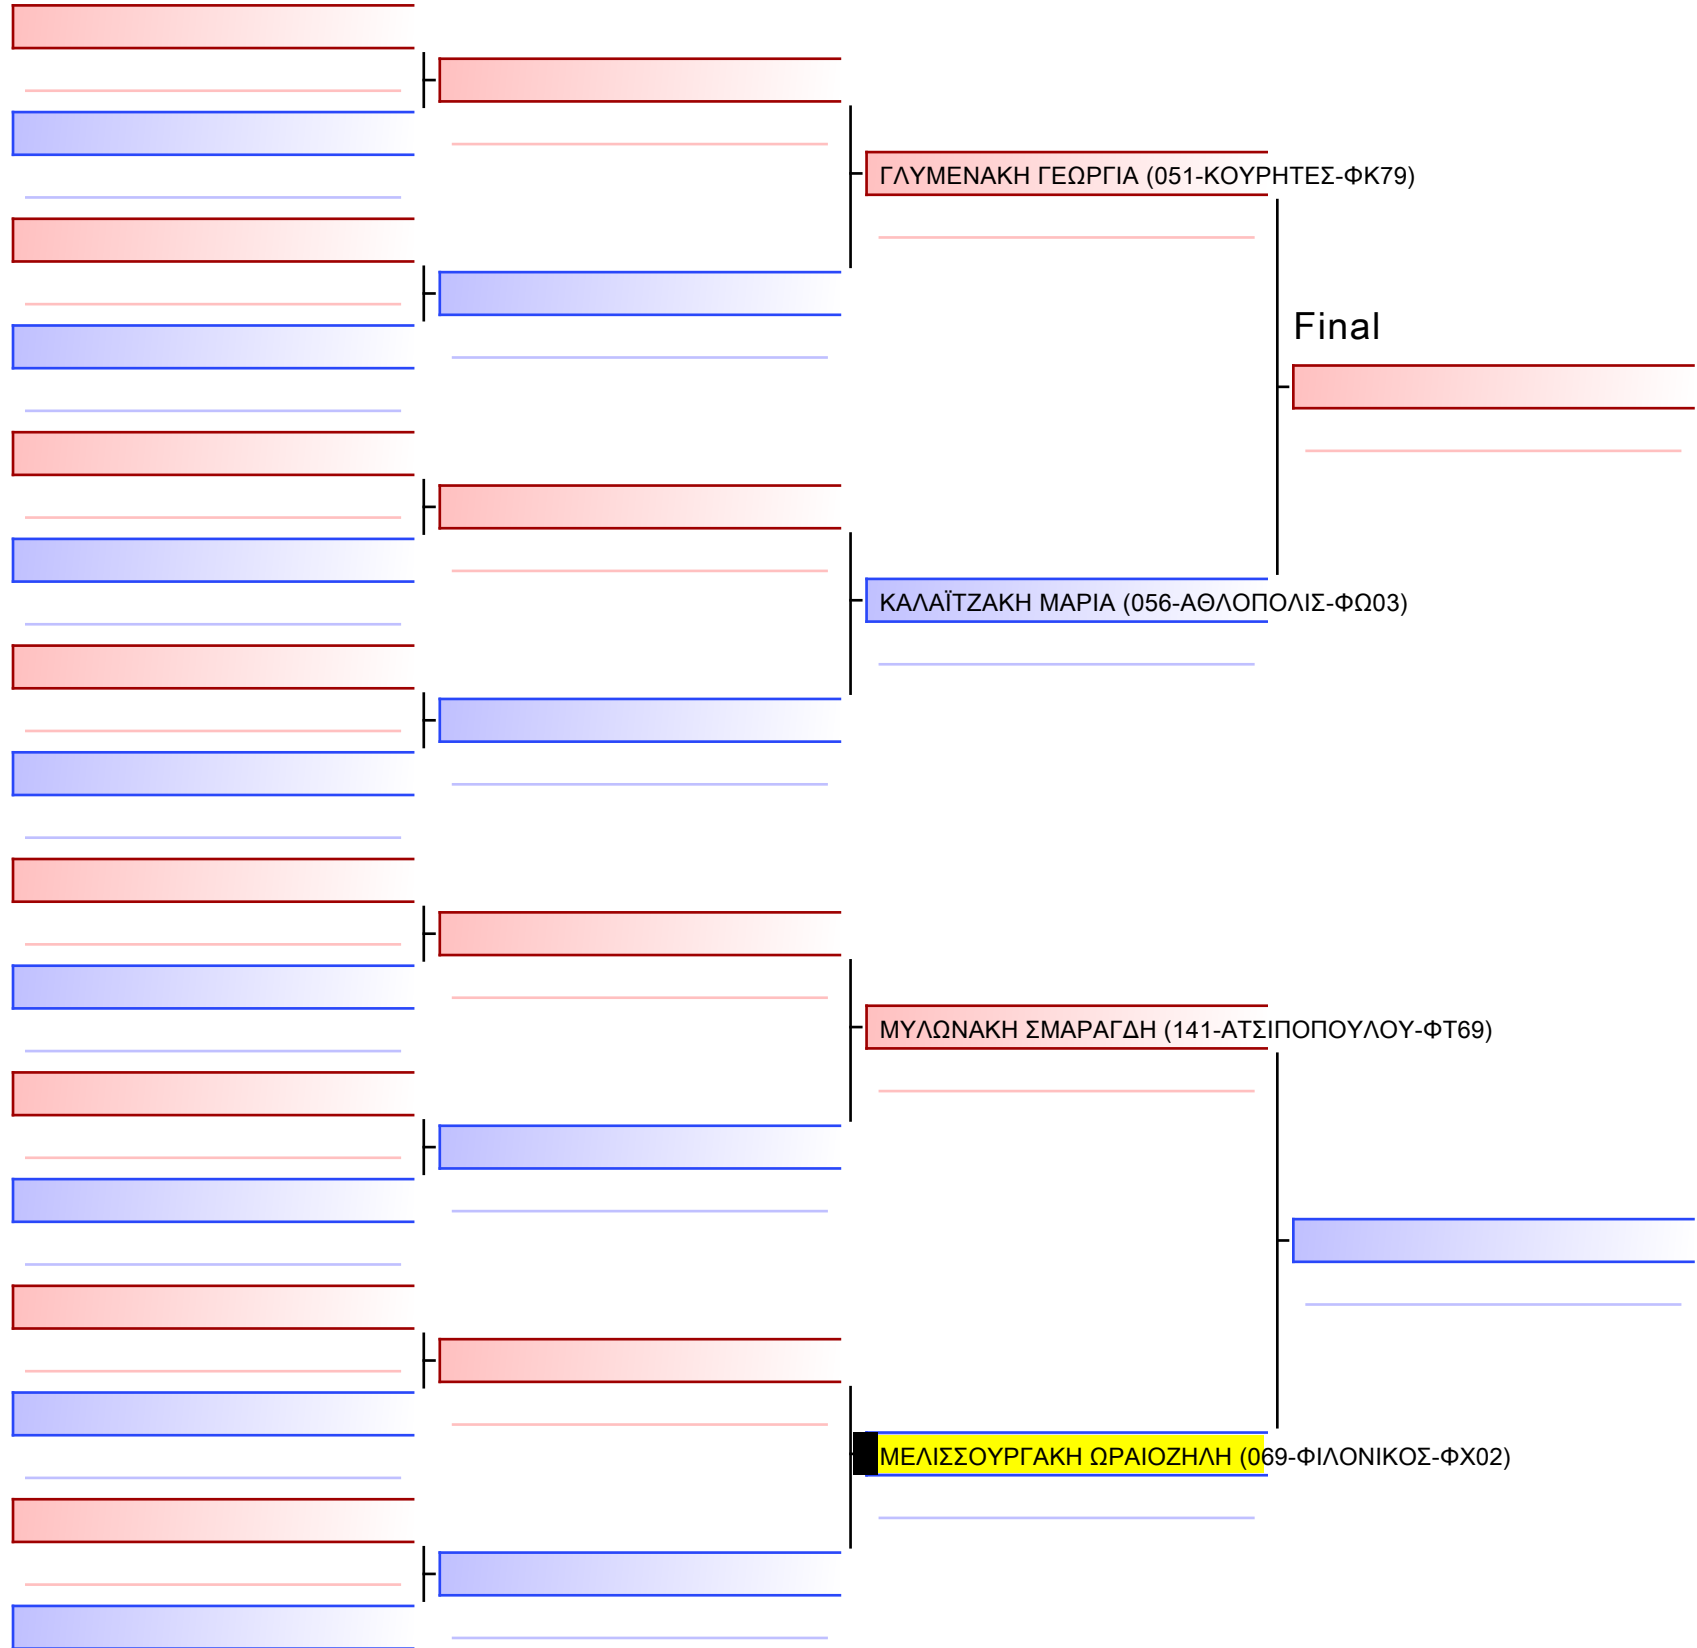 ΓΛΥΜΕΝΑΚΗ ΓΕΩΡΓΙΑ (051-ΚΟΥΡΗΤΕΣ-ΦΚ79)
Final
ΚΑΛΑΪΤΖΑΚΗ ΜΑΡΙΑ (056-ΑΘΛΟΠΟΛΙΣ-ΦΩ03)
ΜΥΛΩΝΑΚΗ ΣΜΑΡΑΓΔΗ (141-ΑΤΣΙΠΟΠΟΥΛΟΥ-ΦΤ69)
ΜΕΛΙΣΣΟΥΡΓΑΚΗ ΩΡΑΙΟΖΗΛΗ (069-ΦΙΛΟΝΙΚΟΣ-ΦΧ02)